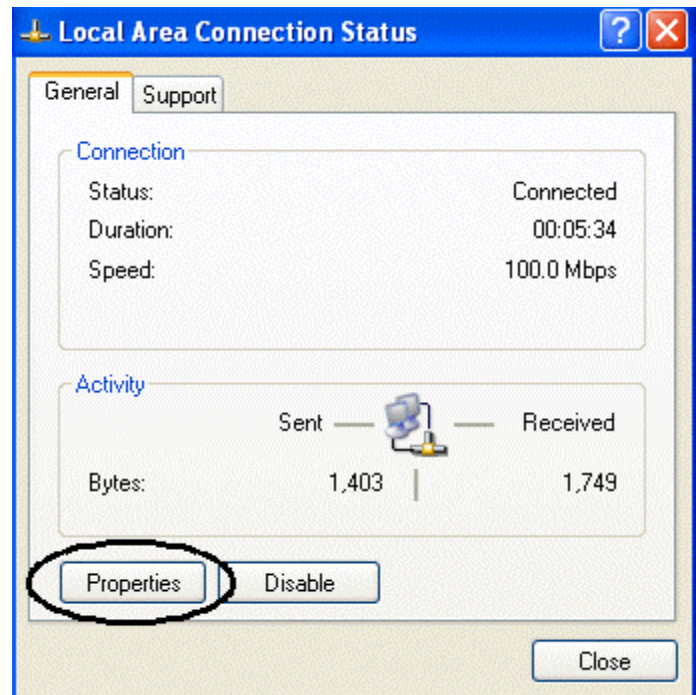 Local Area Connection Status
General Support
Connection
Status: Connected
Duration: 00:05:34
Speed: 100.0 Mbps
Activity
Sent Received
Bytes: 1,403 1,749
Properties Disable
Close